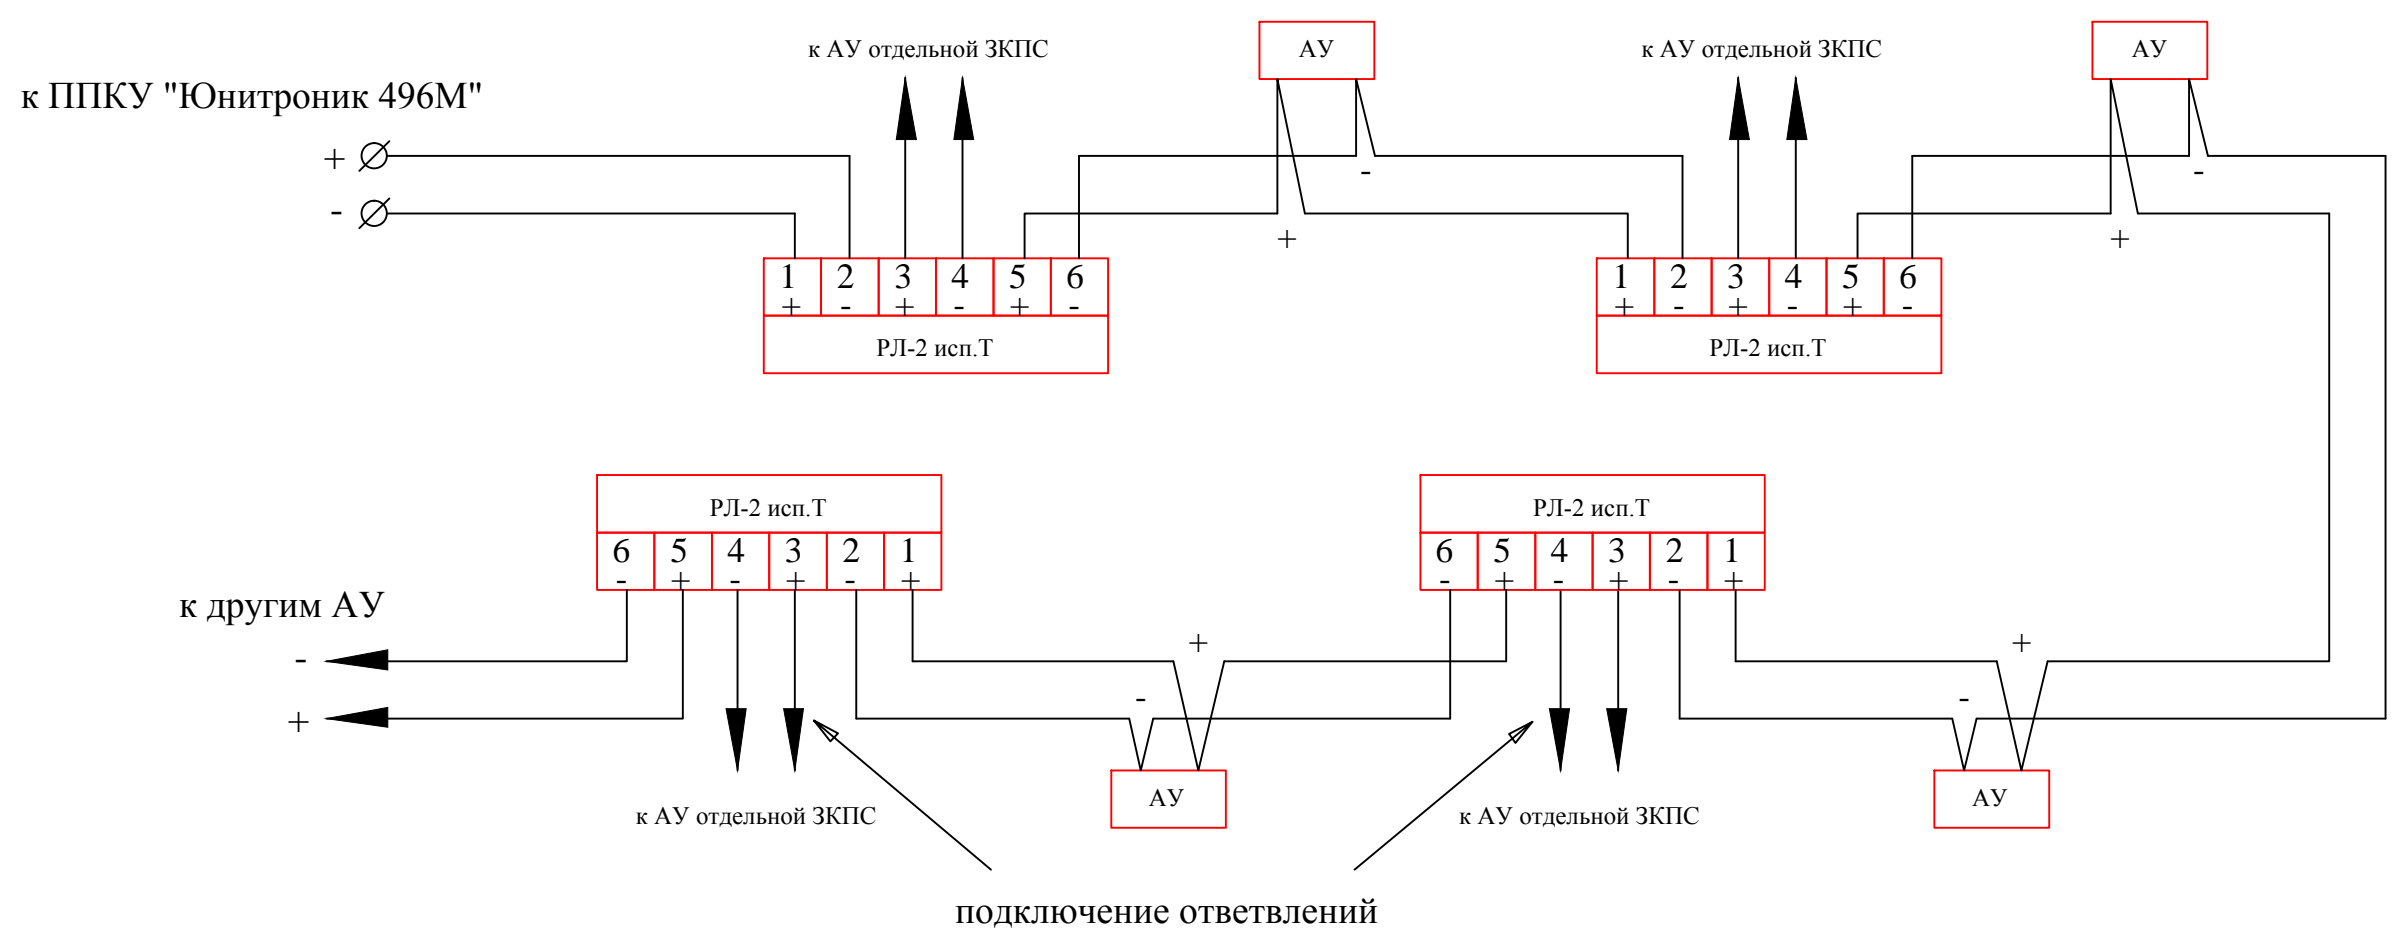 к АУ отдельной ЗКПС
АУ
к АУ отдельной ЗКПС
АУ
к ППКУ "Юнитроник 496М"
+
-
-
+
-
+
1 2 3 4 5 6
+ - + - + -
РЛ-2 исп.Т
1 2 3 4 5 6
+ - + - + -
РЛ-2 исп.Т
РЛ-2 исп.Т
6 5 4 3 2 1
- + - + - +
РЛ-2 исп.Т
6 5 4 3 2 1
- + - + - +
к другим АУ
-
+
+
-
+
-
АУ
АУ
к АУ отдельной ЗКПС
к АУ отдельной ЗКПС
подключение ответвлений